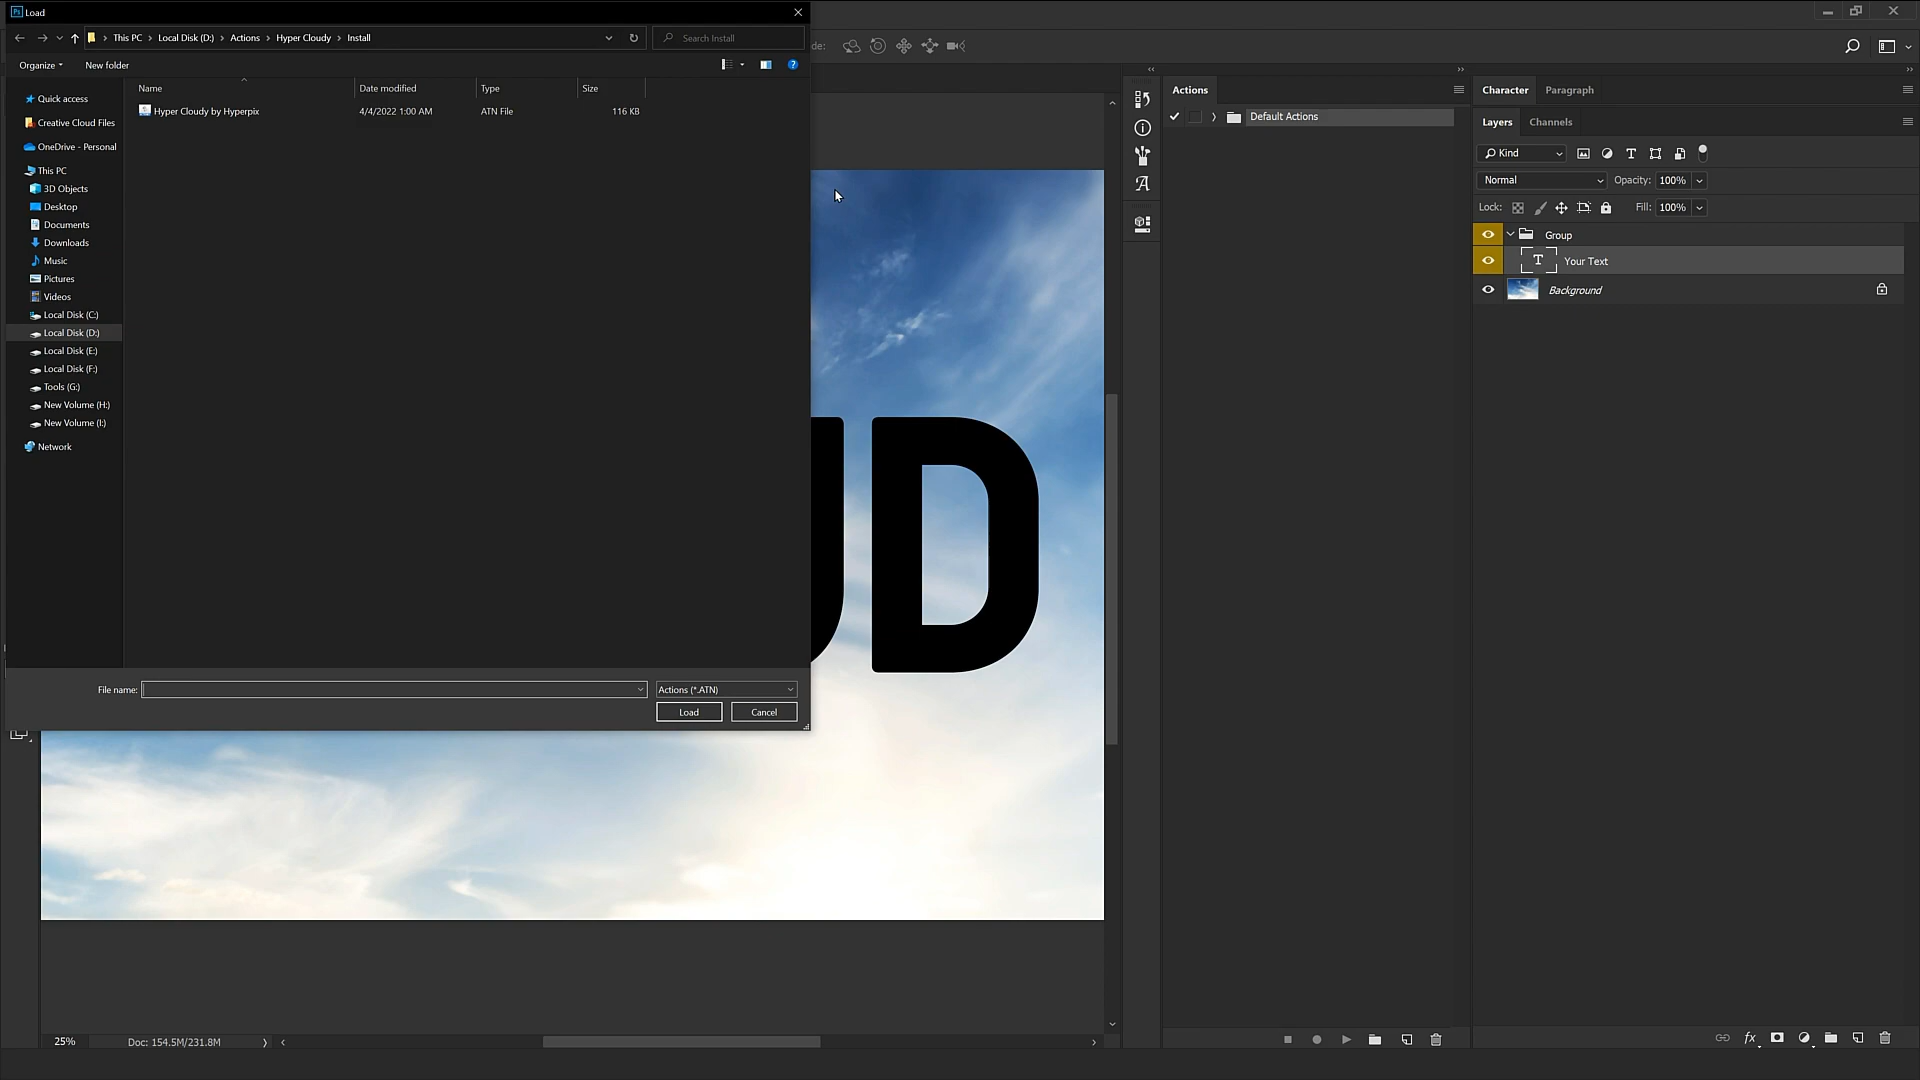 Load
This PC > Local Disk (D:) > Actions > Hyper Cloudy > Install
Search Install
de:
Organize
New folder
Name
Date modified
Type
Size
Hyper Cloudy by Hyperpix
4/4/2022 1:00 AM
ATN File
116 KB
Quick access
Creative Cloud Files
OneDrive - Personal
This PC
3D Objects
Desktop
Documents
Downloads
Music
Pictures
Videos
Local Disk (C:)
Local Disk (D:)
Local Disk (E:)
Local Disk (F:)
Tools (G:)
New Volume (H:)
New Volume (I:)
Network
File name:
Actions (*.ATN)
Load
Cancel
UD
25%
Doc: 154.5M/231.8M
Actions
Default Actions
Character
Paragraph
Layers
Channels
Kind
Normal
Opacity: 100%
Lock:
Fill: 100%
Group
Your Text
Background
fx